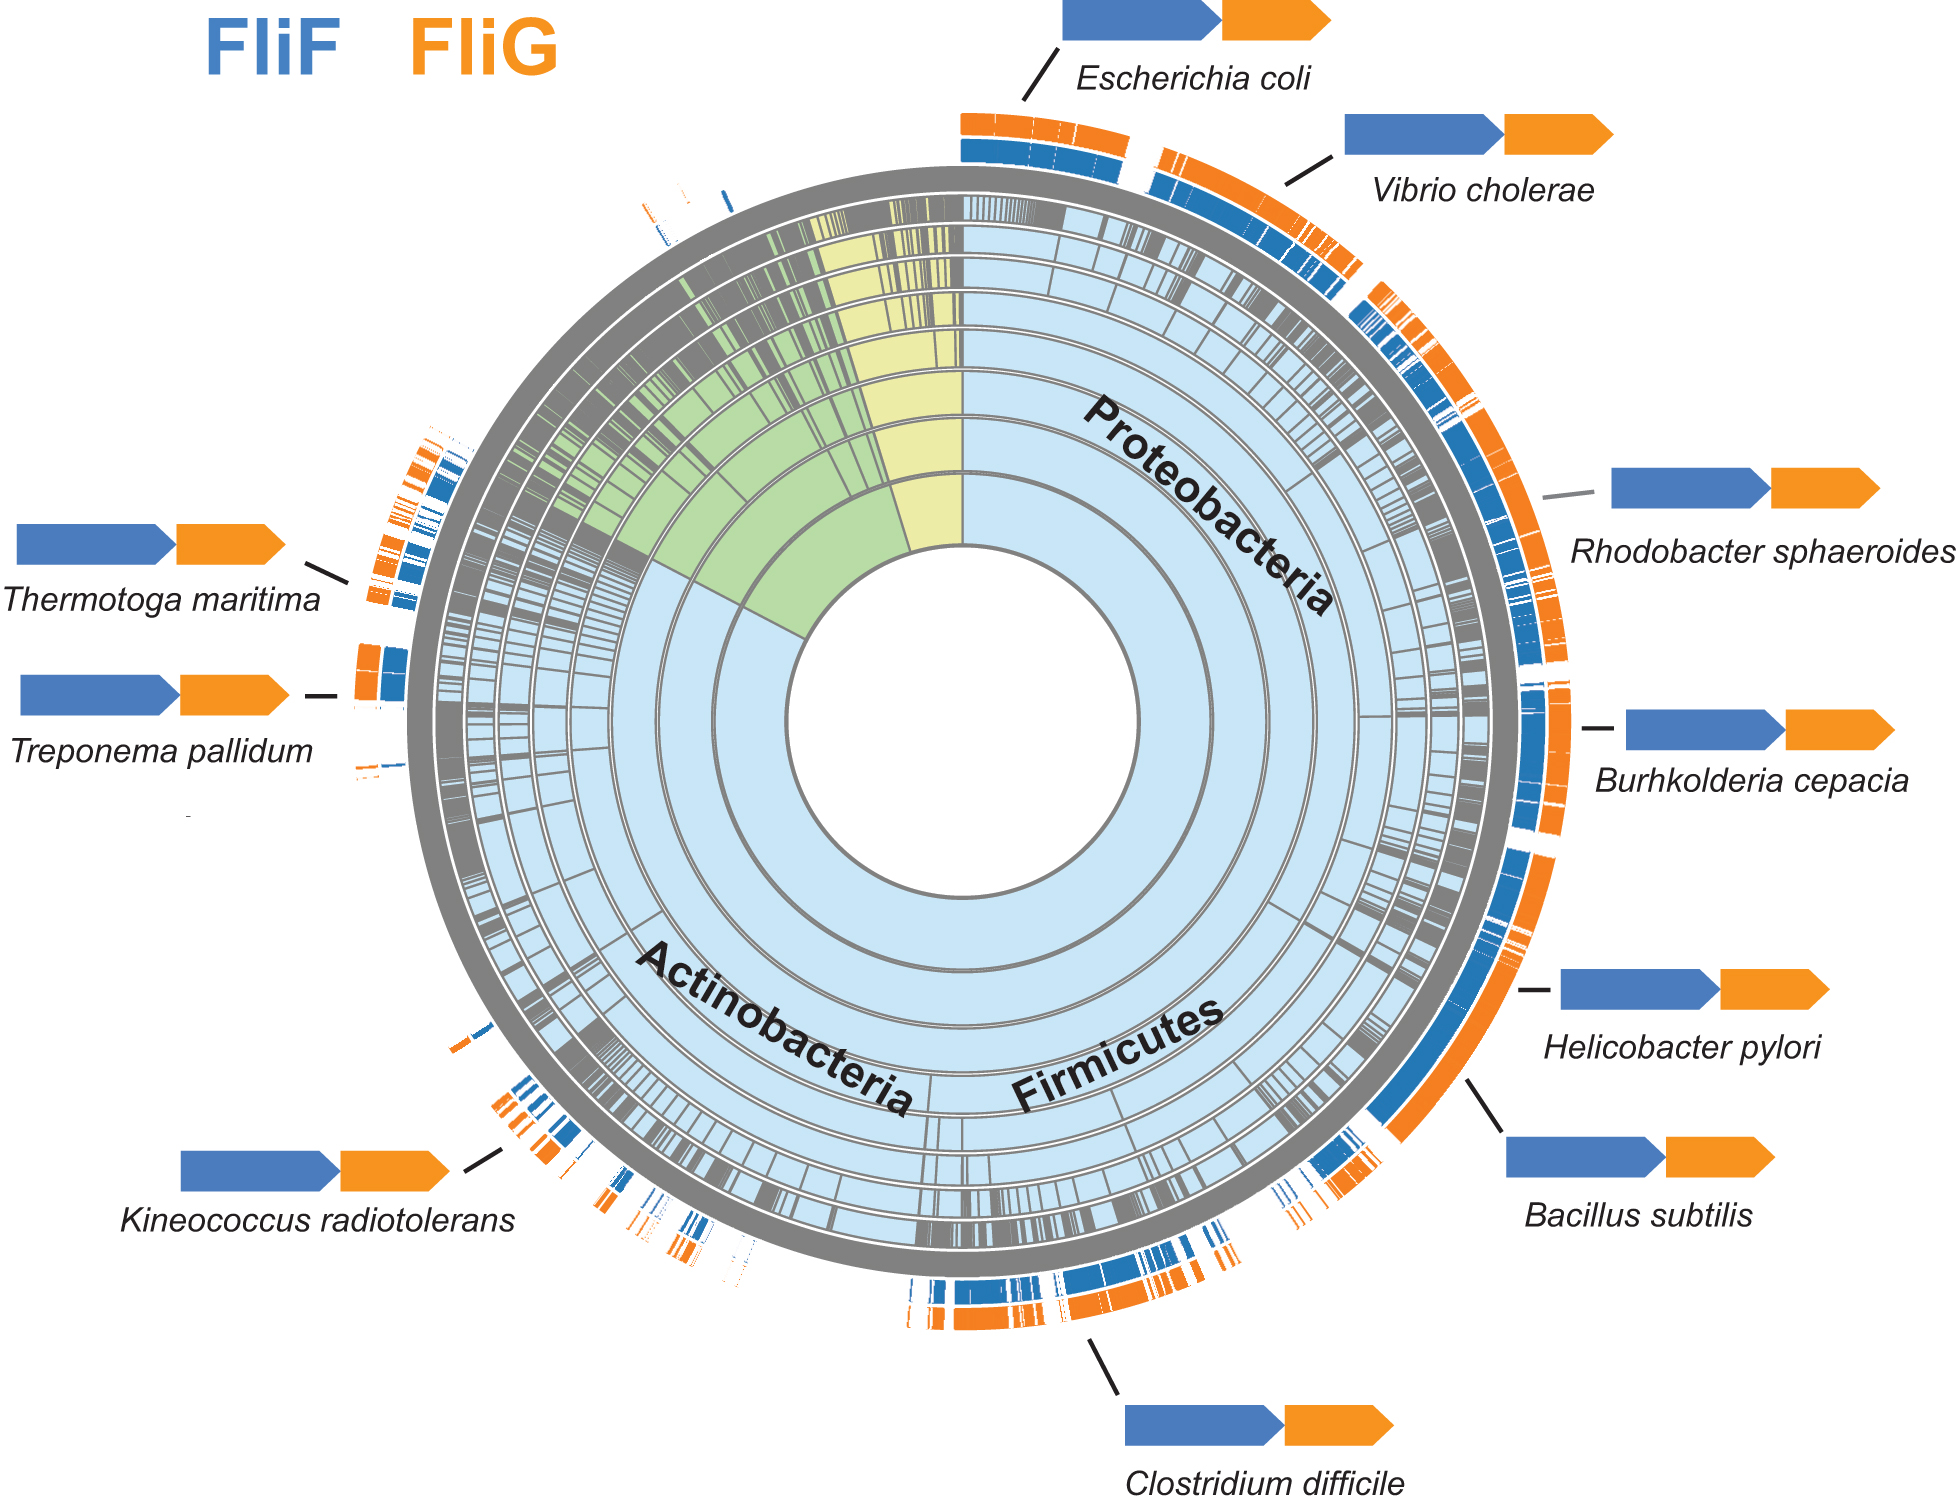 FliF FliG
Escherichia coli
Vibrio cholerae
Rhodobacter sphaeroides
Burhkolderia cepacia
Helicobacter pylori
Bacillus subtilis
Clostridium difficile
Kineococcus radiotolerans
Treponema pallidum
Thermotoga maritima
Proteobacteria
Firmicutes
Actinobacteria